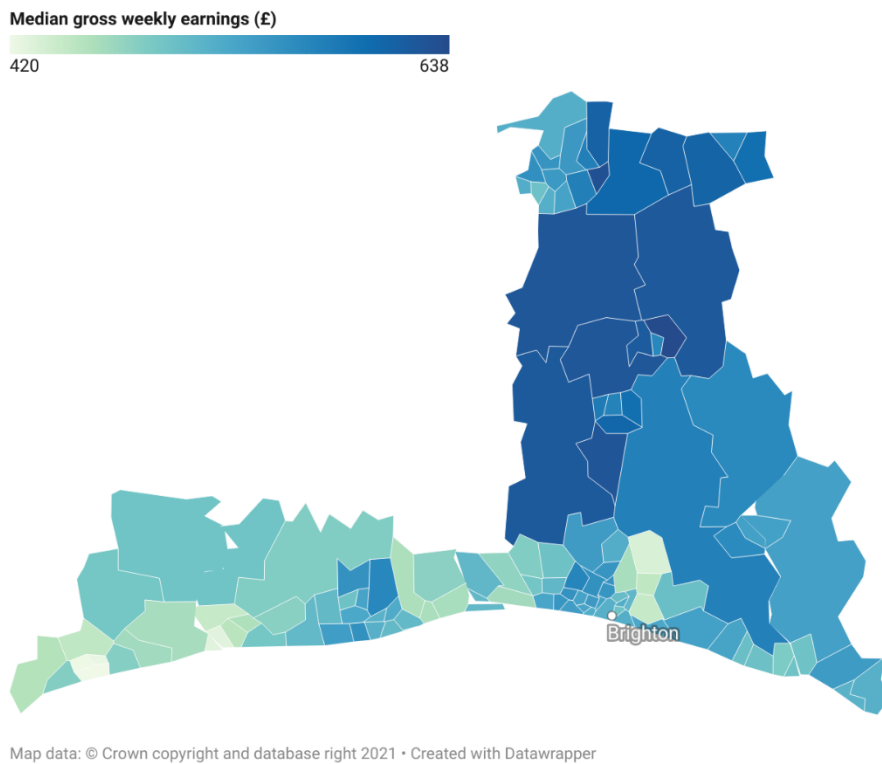 Median gross weekly earnings (£)
420 638
Brighton
Map data: © Crown copyright and database right 2021 • Created with Datawrapper